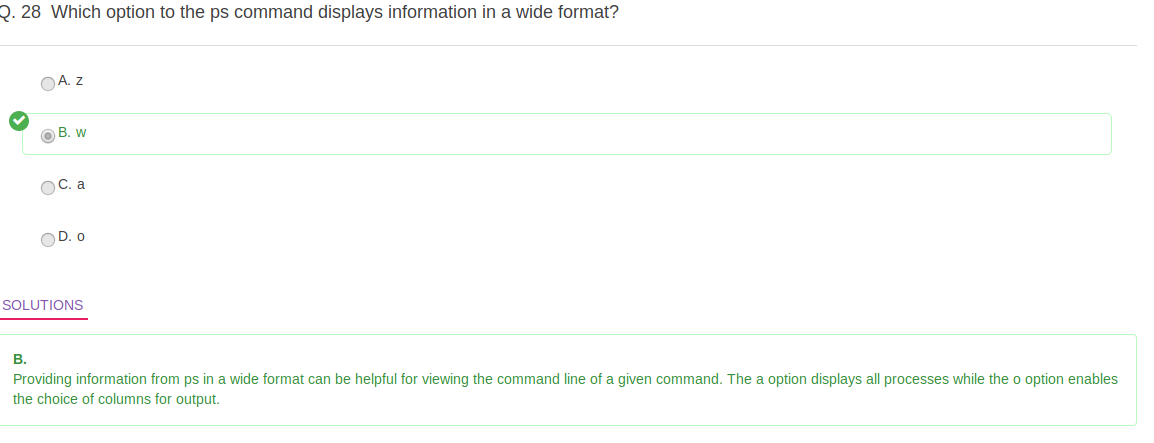 Q. 28 Which option to the ps command displays information in a wide format?
A. z
B. w
C. a
D. o
SOLUTIONS
B.
Providing information from ps in a wide format can be helpful for viewing the command line of a given command. The a option displays all processes while the o option enables
the choice of columns for output.